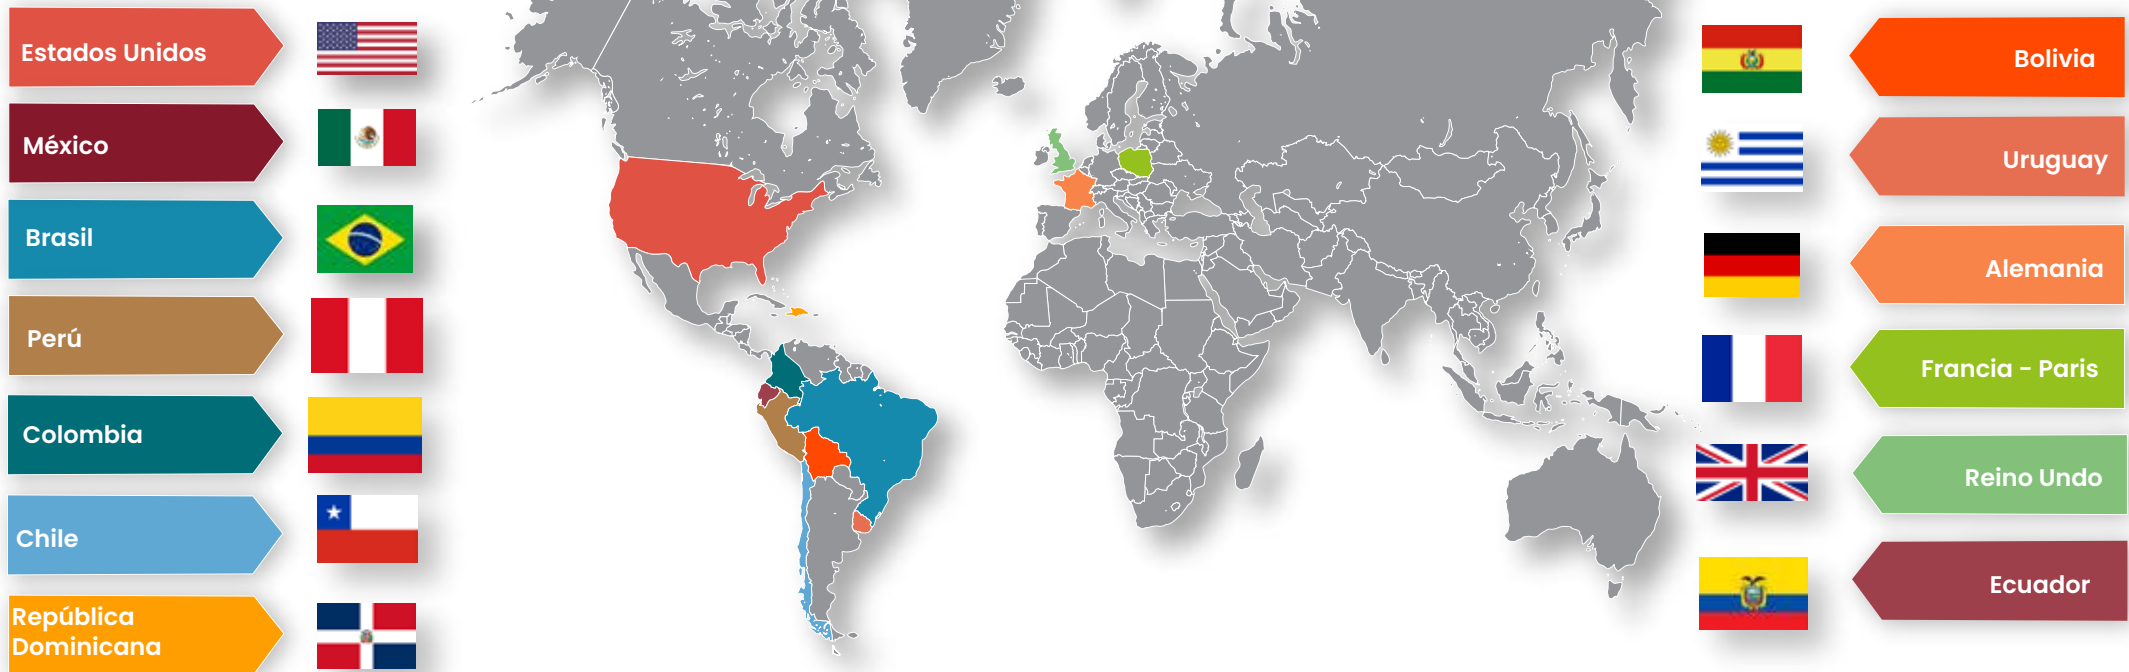 Estados Unidos
México
Brasil
Perú
Colombia
Chile
República
Dominicana
Bolivia
Uruguay
Alemania
Francia - Paris
Reino Undo
Ecuador